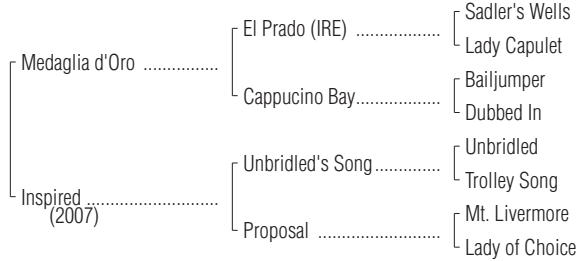 Sadler's Wells
El Prado (IRE) ..................
Lady Capulet
Medaglia d'Oro ................
Bailjumper
Cappucino Bay..................
Dubbed In
Unbridled
Unbridled's Song..............
Trolley Song
Inspired ............................
(2007)
Mt. Livermore
Proposal ..........................
Lady of Choice